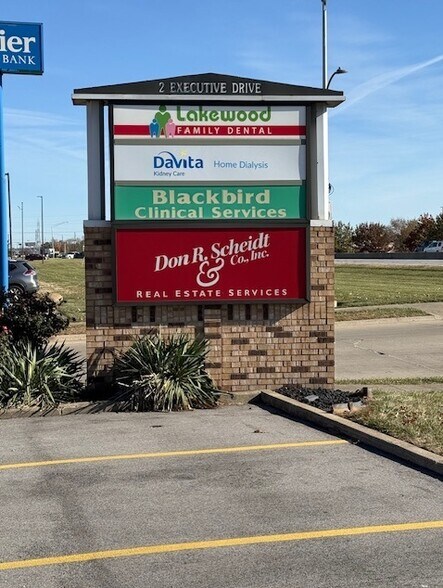 ier
BANK
2 EXECUTIVE DRIVE
Lakewood
FAMILY DENTAL
DaVita
Kidney Care
Home Dialysis
Blackbird
Clinical Services
Don R. Scheidt
& Co., Inc.
REAL ESTATE SERVICES